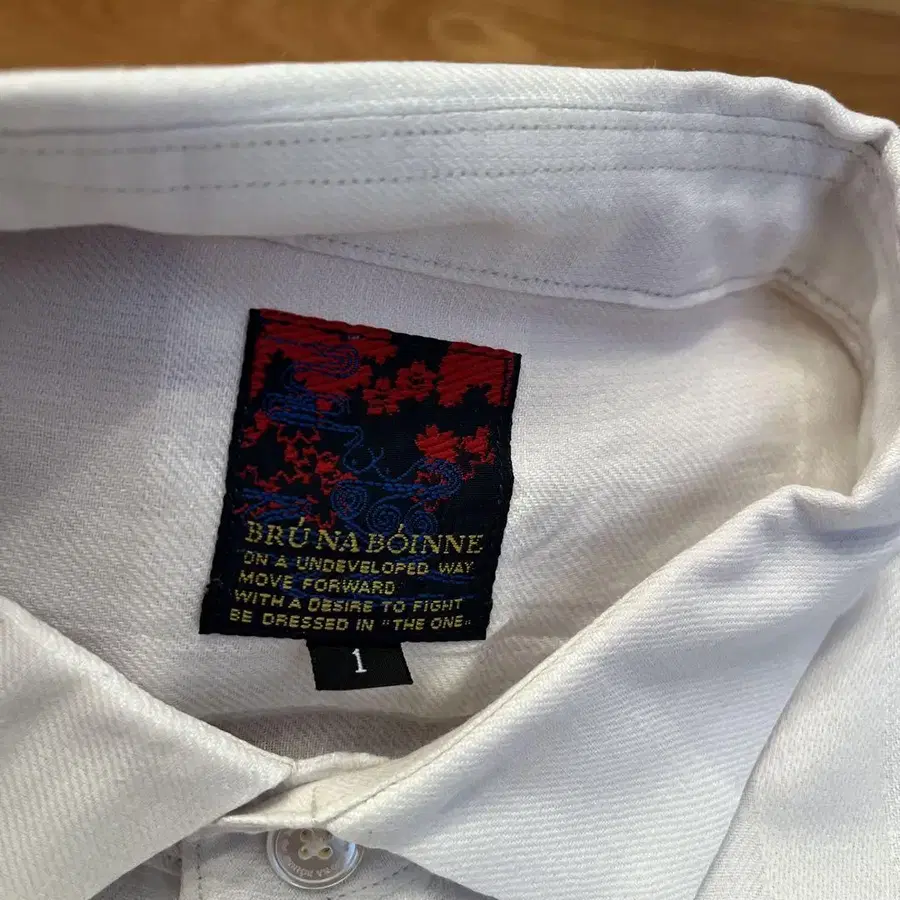 BRÚ NA BÓINNE
ON A UNDEVELOPED WAY
MOVE FORWARD
WITH A DESIRE TO FIGHT
BE DRESSED IN "THE ONE"
1